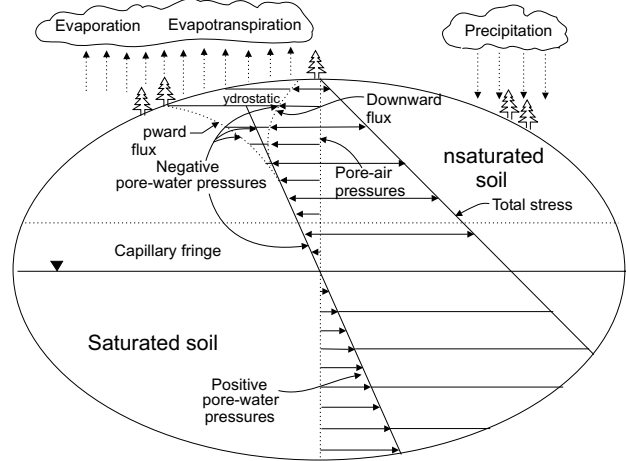 Evaporation Evapotranspiration
Precipitation
ydrostatic
Downward
flux
pward
flux
Negative
pore-water pressures
Pore-air
pressures
nsaturated
soil
Total stress
Capillary fringe
Saturated soil
Positive
pore-water
pressures